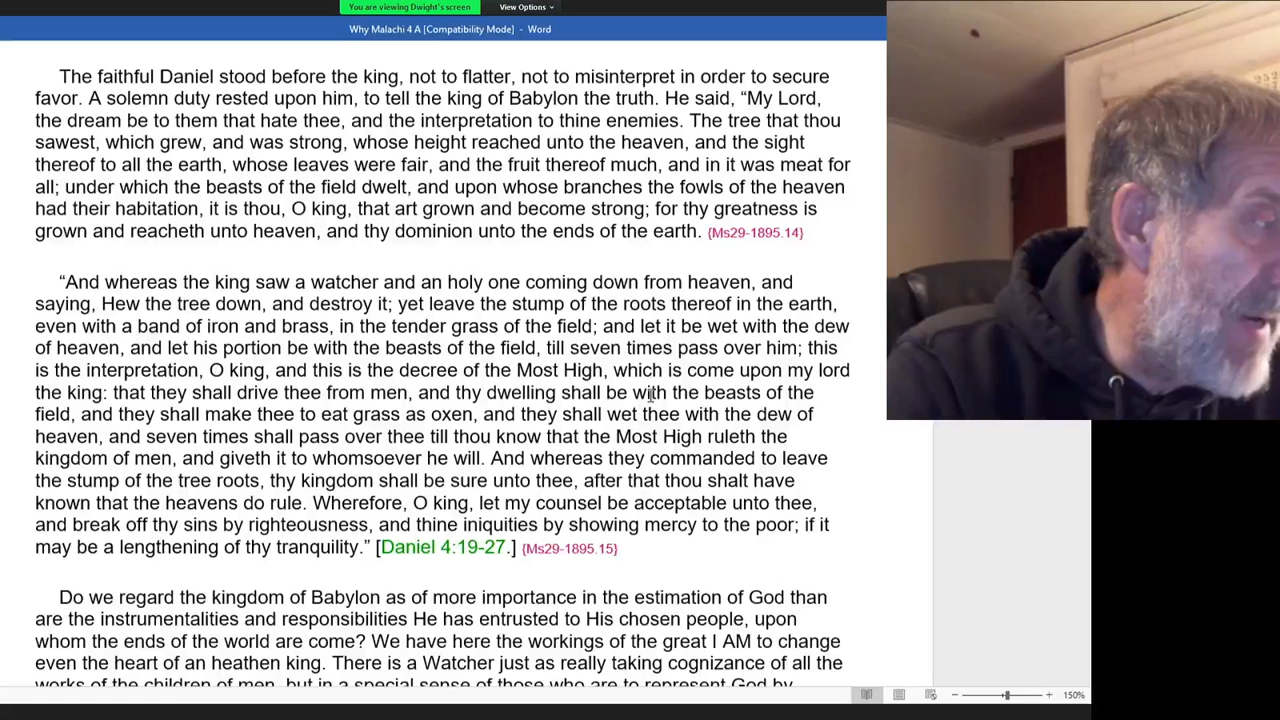 You are viewing Dwight's screen
View Options
Why Malachi 4 A [Compatibility Mode] - Word
The faithful Daniel stood before the king, not to flatter, not to misinterpret in order to secure
favor. A solemn duty rested upon him, to tell the king of Babylon the truth. He said, “My Lord,
the dream be to them that hate thee, and the interpretation to thine enemies. The tree that thou
sawest, which grew, and was strong, whose height reached unto the heaven, and the sight
thereof to all the earth, whose leaves were fair, and the fruit thereof much, and in it was meat for
all; under which the beasts of the field dwelt, and upon whose branches the fowls of the heaven
had their habitation, it is thou, O king, that art grown and become strong; for thy greatness is
grown and reacheth unto heaven, and thy dominion unto the ends of the earth. {Ms29-1895.14}
“And whereas the king saw a watcher and an holy one coming down from heaven, and
saying, Hew the tree down, and destroy it; yet leave the stump of the roots thereof in the earth,
even with a band of iron and brass, in the tender grass of the field; and let it be wet with the dew
of heaven, and let his portion be with the beasts of the field, till seven times pass over him; this
is the interpretation, O king, and this is the decree of the Most High, which is come upon my lord
the king: that they shall drive thee from men, and thy dwelling shall be with the beasts of the
field, and they shall make thee to eat grass as oxen, and they shall wet thee with the dew of
heaven, and seven times shall pass over thee till thou know that the Most High ruleth the
kingdom of men, and giveth it to whomsoever he will. And whereas they commanded to leave
the stump of the tree roots, thy kingdom shall be sure unto thee, after that thou shalt have
known that the heavens do rule. Wherefore, O king, let my counsel be acceptable unto thee,
and break off thy sins by righteousness, and thine iniquities by showing mercy to the poor; if it
may be a lengthening of thy tranquility.” [Daniel 4:19-27.] {Ms29-1895.15}
Do we regard the kingdom of Babylon as of more importance in the estimation of God than
are the instrumentalities and responsibilities He has entrusted to His chosen people, upon
whom the ends of the world are come? We have here the workings of the great I AM to change
even the heart of an heathen king. There is a Watcher just as really taking cognizance of all the
works of the children of men, but in a special sense of those who are to represent God by
150%